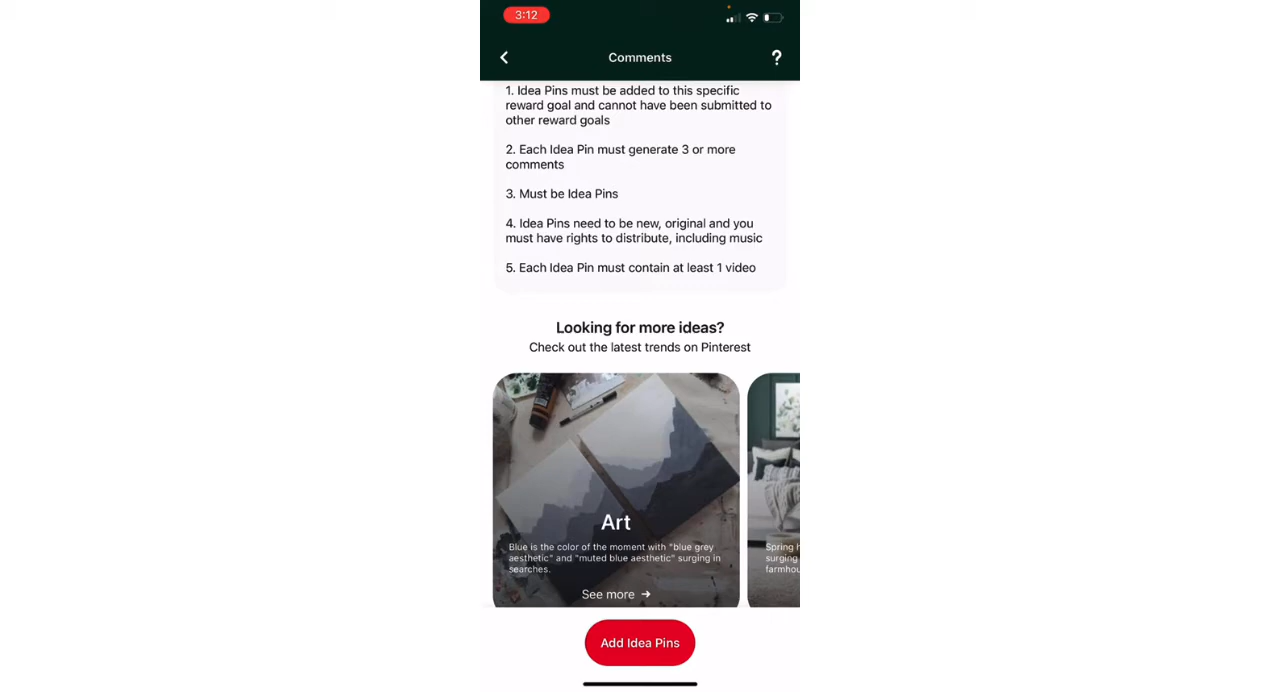 3:12
Comments
?
1. Idea Pins must be added to this specific
reward goal and cannot have been submitted to
other reward goals
2. Each Idea Pin must generate 3 or more
comments
3. Must be Idea Pins
4. Idea Pins need to be new, original and you
must have rights to distribute, including music
5. Each Idea Pin must contain at least 1 video
Looking for more ideas?
Check out the latest trends on Pinterest
Art
Blue is the color of the moment with "blue grey
aesthetic" and "muted blue aesthetic" surging in
searches.
See more →
Spring
surging
Add Idea Pins